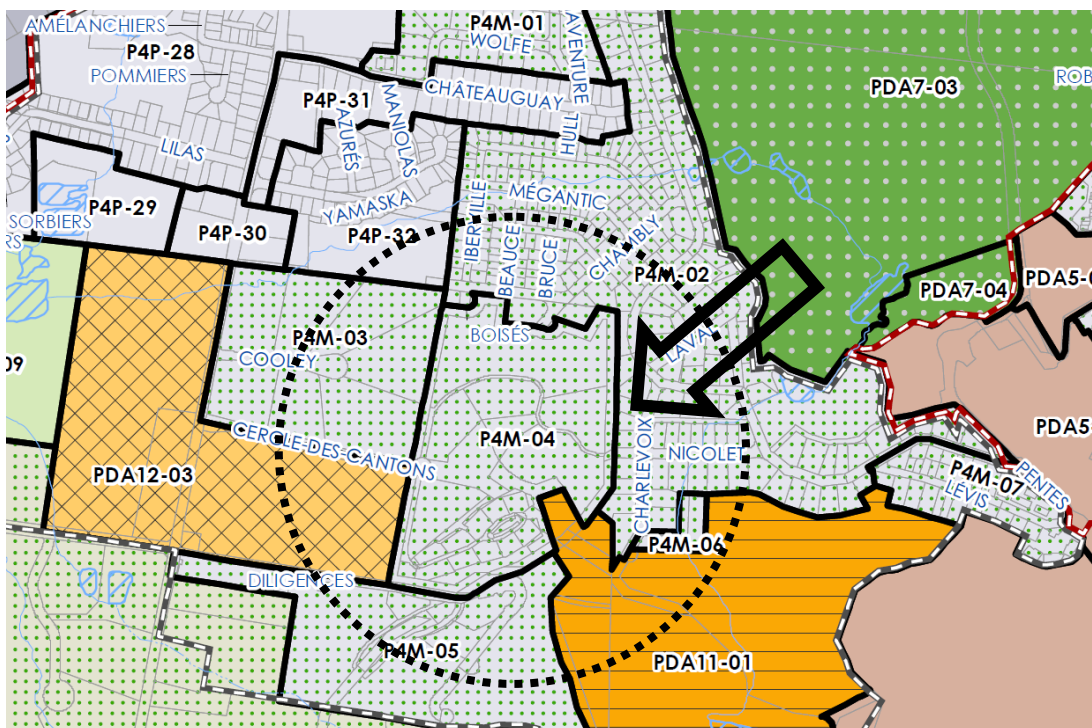 AMÉLANCHIERS
P4M-01
P4P-28
WOLFE
AVENTURE
POMMIERS
PDA7-03
P4P-31
CHÂTEAUGUAY
MANIOLAS
AZURÉS
HULL
LILAS
MÉGANTIC
P4P-29
YAMASKA
SORBIERS
P4P-30
P4P-32
IBERVILLE
BEAUCE
BRUCE
CHAMBLY
P4M-02
PDA7-04
P4M-03
BOISÉS
COOLEY
P4M-04
CERCLE-DES-CANTONS
CHARLEVOIX
NICOLET
PDA12-03
P4M-07
PENTES
LÉVIS
P4M-06
DILIGENCES
P4M-05
PDA11-01